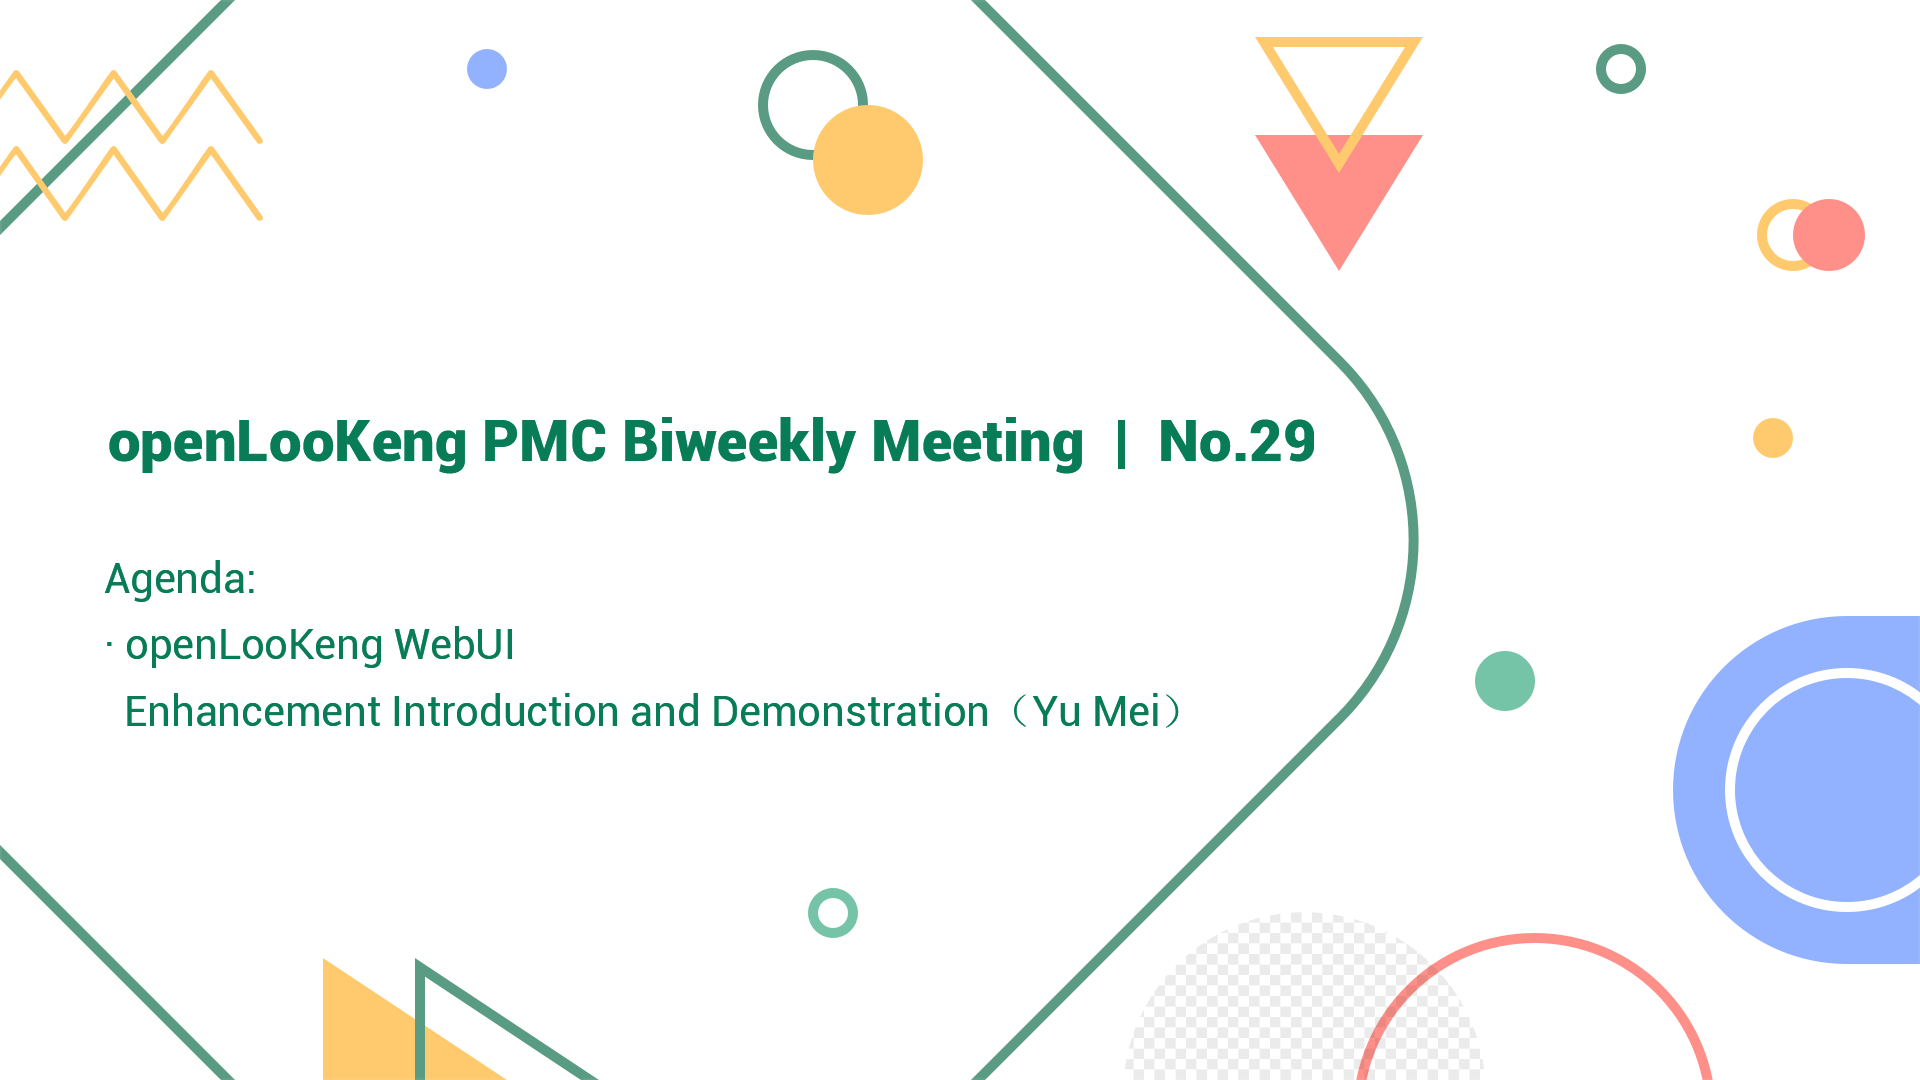 openLooKeng PMC Biweekly Meeting | No.29
Agenda:
· openLooKeng WebUI
Enhancement Introduction and Demonstration（Yu Mei）